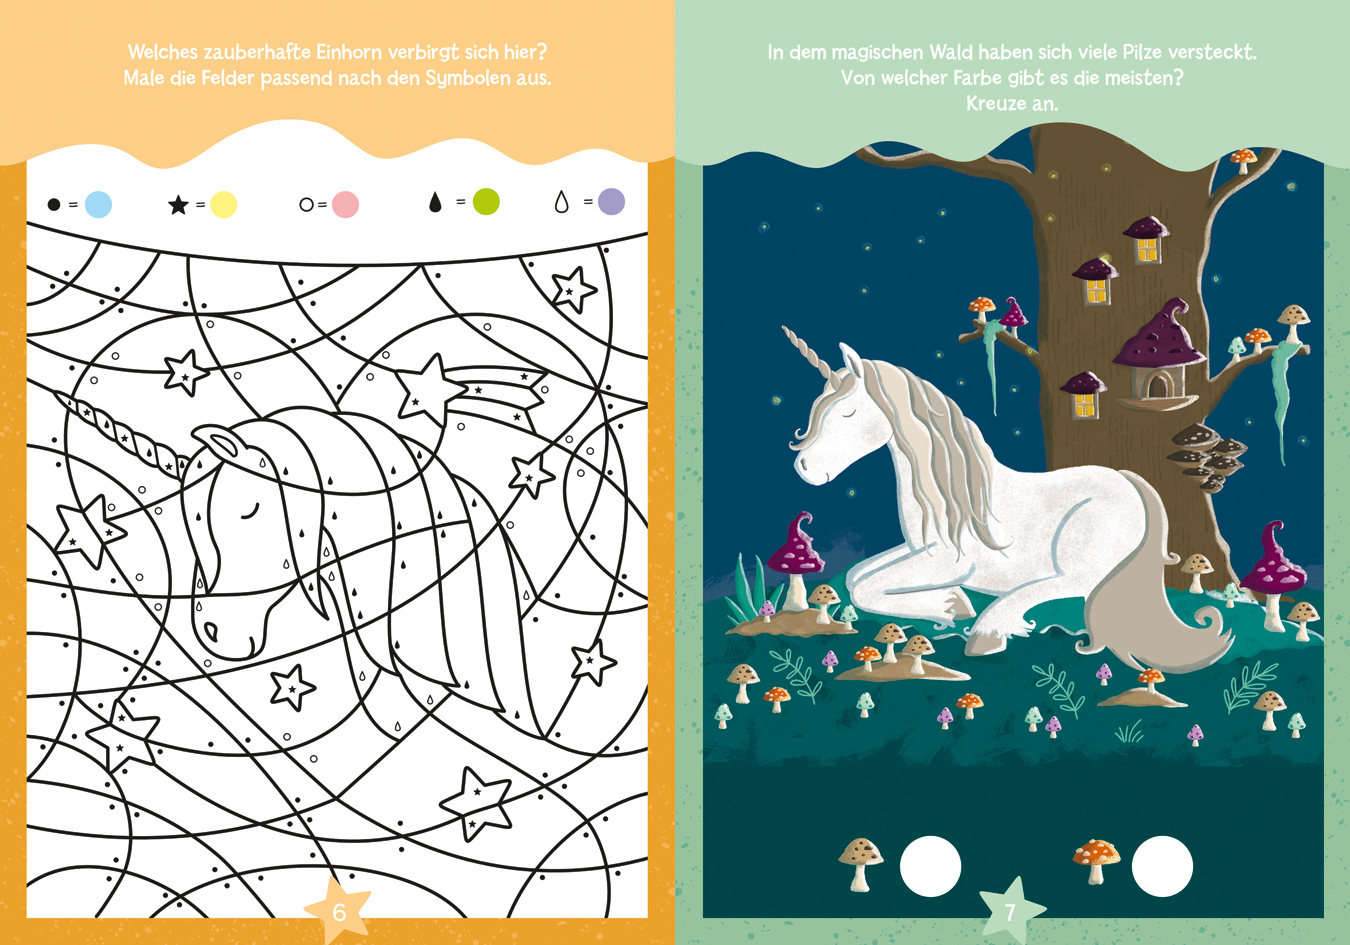 Welches zauberhafte Einhorn verbirgt sich hier?
Male die Felder passend nach den Symbolen aus.
= = = = =
6
In dem magischen Wald haben sich viele Pilze versteckt.
Von welcher Farbe gibt es die meisten?
Kreuze an.
7